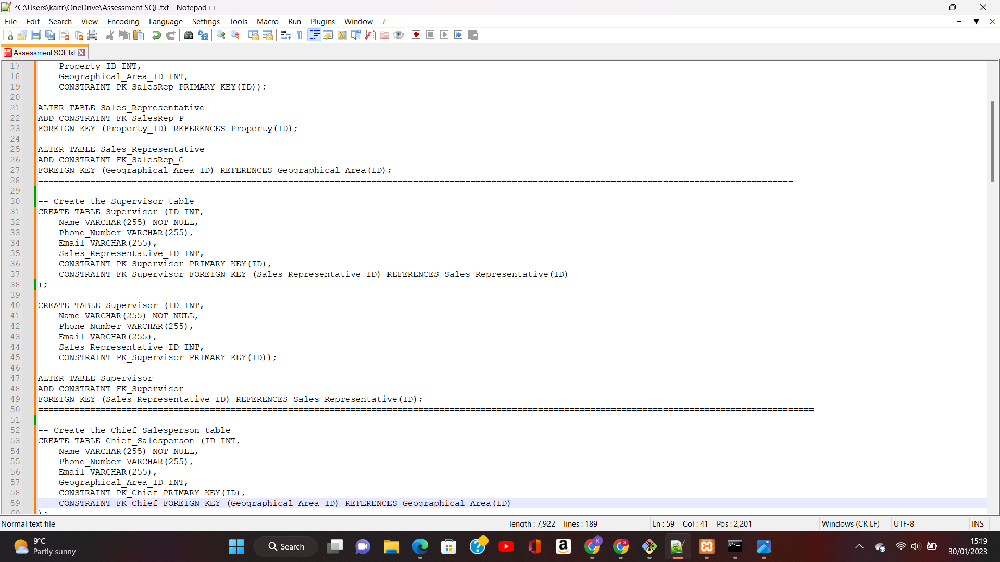 *C:\Users\kaifr\OneDrive\Assessment SQL.txt - Notepad++
File Edit Search View Encoding Language Settings Tools Macro Run Plugins Window ?
Assessment SQL.txt
17 Property_ID INT,
18 Geographical_Area_ID INT,
19 CONSTRAINT PK_SalesRep PRIMARY KEY(ID));
20
21 ALTER TABLE Sales_Representative
22 ADD CONSTRAINT FK_SalesRep_P
23 FOREIGN KEY (Property_ID) REFERENCES Property(ID);
24
25 ALTER TABLE Sales_Representative
26 ADD CONSTRAINT FK_SalesRep_G
27 FOREIGN KEY (Geographical_Area_ID) REFERENCES Geographical_Area(ID);
28 =================================================================================================================================================
29
30 -- Create the Supervisor table
31 CREATE TABLE Supervisor (ID INT,
32 Name VARCHAR(255) NOT NULL,
33 Phone_Number VARCHAR(255),
34 Email VARCHAR(255),
35 Sales_Representative_ID INT,
36 CONSTRAINT PK_Supervisor PRIMARY KEY(ID),
37 CONSTRAINT FK_Supervisor FOREIGN KEY (Sales_Representative_ID) REFERENCES Sales_Representative(ID)
38 );
39
40 CREATE TABLE Supervisor (ID INT,
41 Name VARCHAR(255) NOT NULL,
42 Phone_Number VARCHAR(255),
43 Email VARCHAR(255),
44 Sales_Representative_ID INT,
45 CONSTRAINT PK_Supervisor PRIMARY KEY(ID));
46
47 ALTER TABLE Supervisor
48 ADD CONSTRAINT FK_Supervisor
49 FOREIGN KEY (Sales_Representative_ID) REFERENCES Sales_Representative(ID);
50 =====================================================================================================================================================
51
52 -- Create the Chief Salesperson table
53 CREATE TABLE Chief_Salesperson (ID INT,
54 Name VARCHAR(255) NOT NULL,
55 Phone_Number VARCHAR(255),
56 Email VARCHAR(255),
57 Geographical_Area_ID INT,
58 CONSTRAINT PK_Chief PRIMARY KEY(ID),
59 CONSTRAINT FK_Chief FOREIGN KEY (Geographical_Area_ID) REFERENCES Geographical_Area(ID)
60 );
Normal text file length : 7,922 lines : 189 Ln : 59 Col : 41 Pos : 2,201 Windows (CR LF) UTF-8 INS
9°C
Partly sunny
Search
15:19
30/01/2023